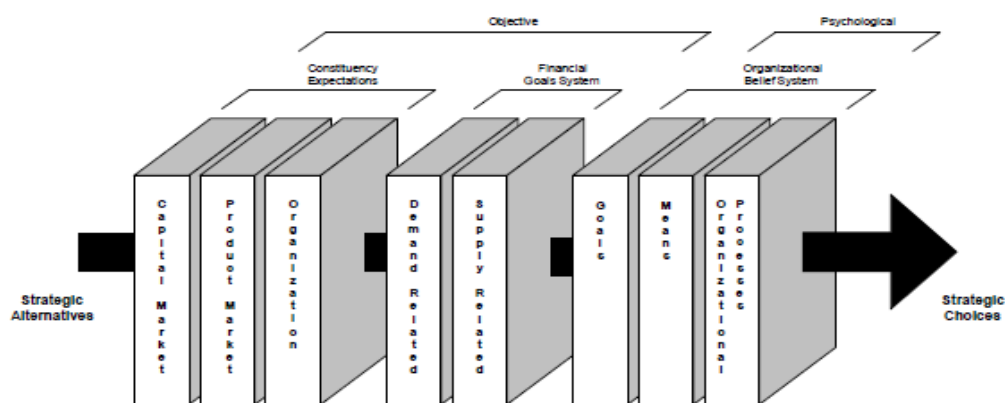 Objective
Psychological
Constituency
Expectations
Financial
Goals System
Organizational
Belief System
Capital Market
Product Market
Organization
Demand Related
Supply Related
Goals
Means
Organizational
Processes
Strategic
Alternatives
Strategic
Choices